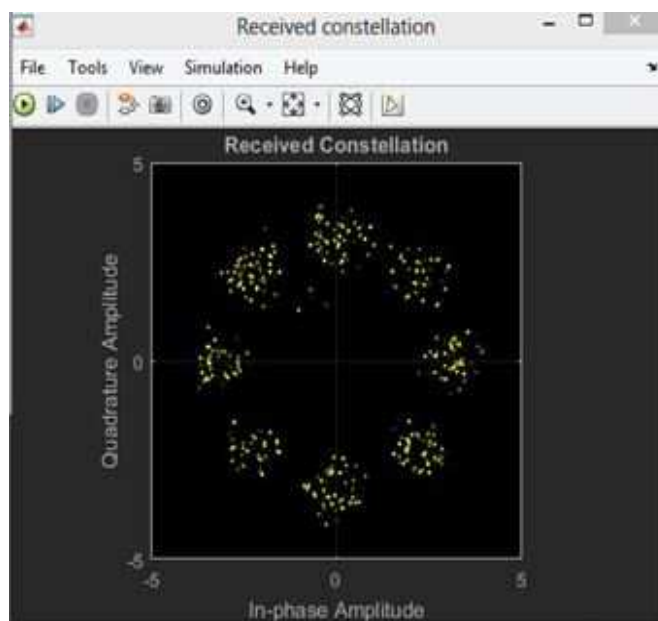 Received constellation
File Tools View Simulation Help
Received Constellation
5
Quadrature Amplitude
0
-5
-5 0 5
In-phase Amplitude